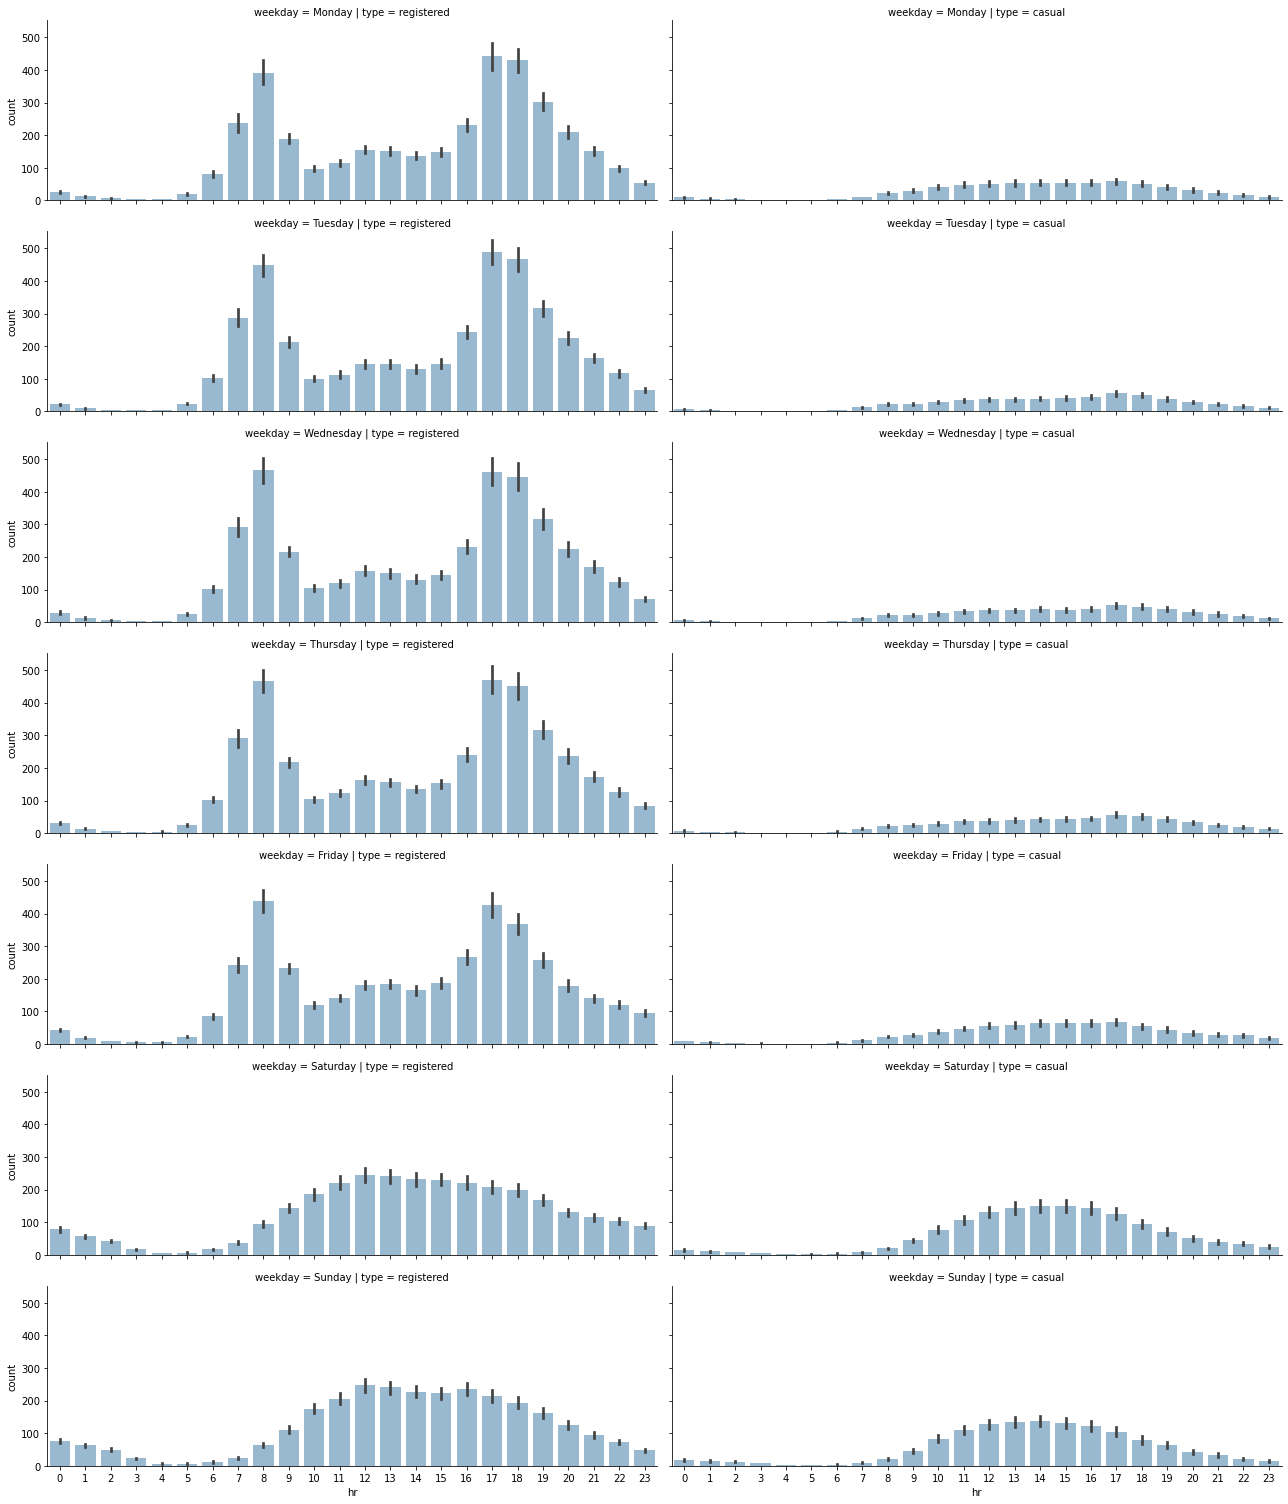 weekday = Monday | type = registered
weekday = Monday | type = casual
500
400
300
200
100
0
count
weekday = Tuesday | type = registered
weekday = Tuesday | type = casual
500
400
300
200
100
0
count
weekday = Wednesday | type = registered
weekday = Wednesday | type = casual
500
400
300
200
100
0
count
weekday = Thursday | type = registered
weekday = Thursday | type = casual
500
400
300
200
100
0
count
weekday = Friday | type = registered
weekday = Friday | type = casual
500
400
300
200
100
0
count
weekday = Saturday | type = registered
weekday = Saturday | type = casual
500
400
300
200
100
0
count
weekday = Sunday | type = registered
weekday = Sunday | type = casual
500
400
300
200
100
0
count
0 1 2 3 4 5 6 7 8 9 10 11 12 13 14 15 16 17 18 19 20 21 22 23
hr
0 1 2 3 4 5 6 7 8 9 10 11 12 13 14 15 16 17 18 19 20 21 22 23
hr